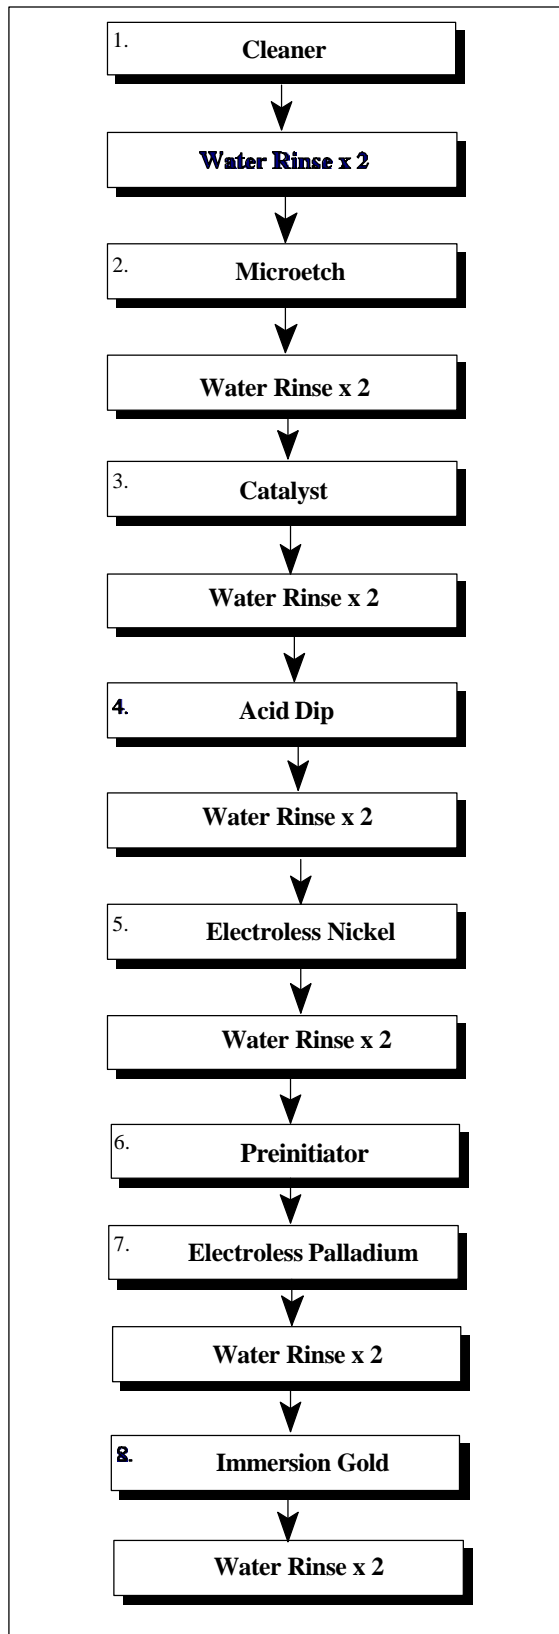 1. Cleaner
Water Rinse x 2
2. Microetch
Water Rinse x 2
3. Catalyst
Water Rinse x 2
4. Acid Dip
Water Rinse x 2
5. Electroless Nickel
Water Rinse x 2
6. Preinitiator
7. Electroless Palladium
Water Rinse x 2
8. Immersion Gold
Water Rinse x 2